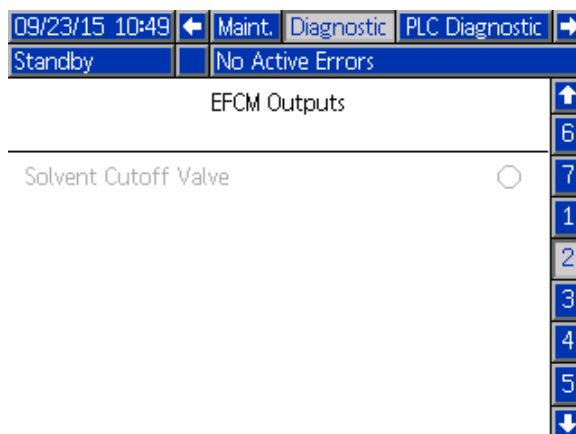 09/23/15 10:49 Maint. Diagnostic PLC Diagnostic
Standby No Active Errors
EFCM Outputs
6
Solvent Cutoff Valve
7
1
2
3
4
5